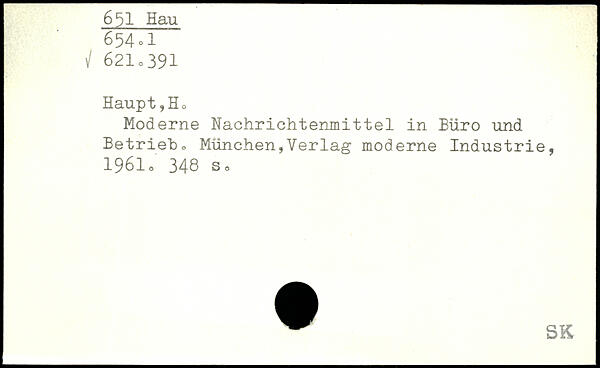 651 Hau
654.1
√ 621.391
Haupt,H.
Moderne Nachrichtenmittel in Büro und
Betrieb. München,Verlag moderne Industrie,
1961. 348 s.
SK